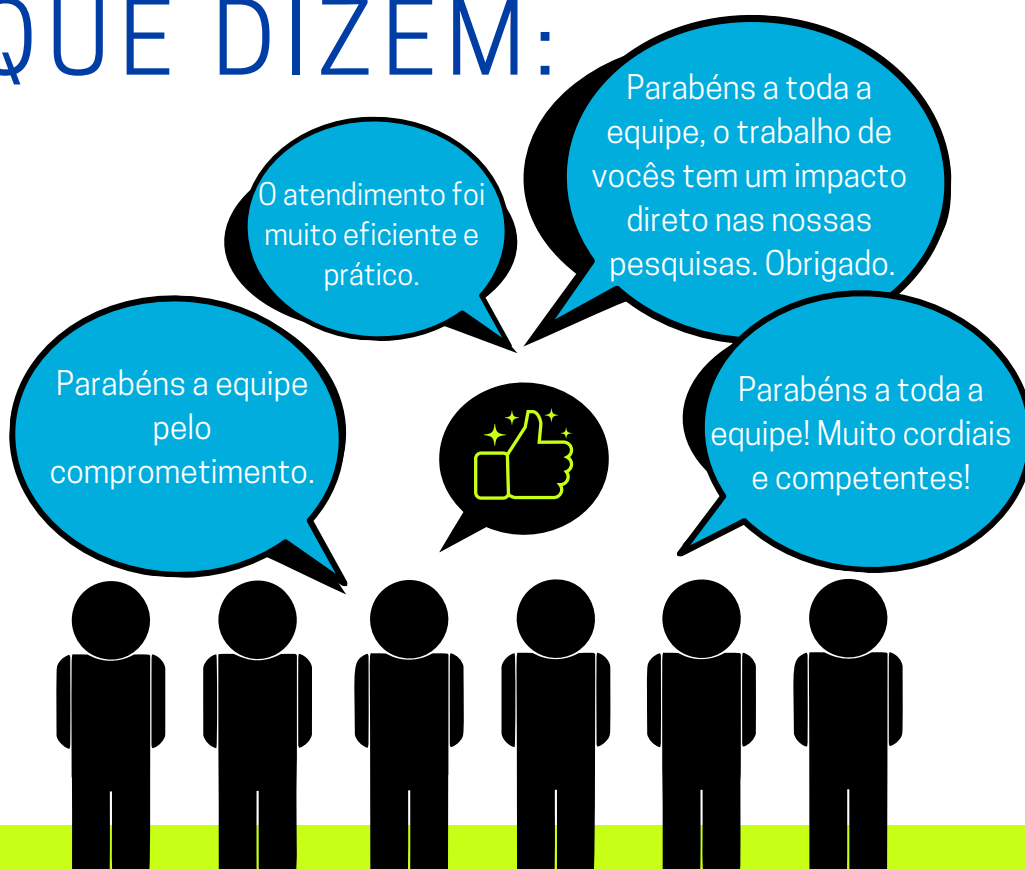 QUE DIZEM:
Parabéns a toda a
equipe, o trabalho de
vocês tem um impacto
direto nas nossas
pesquisas. Obrigado.
O atendimento foi
muito eficiente e
prático.
Parabéns a equipe
pelo
comprometimento.
Parabéns a toda a
equipe! Muito cordiais
e competentes!